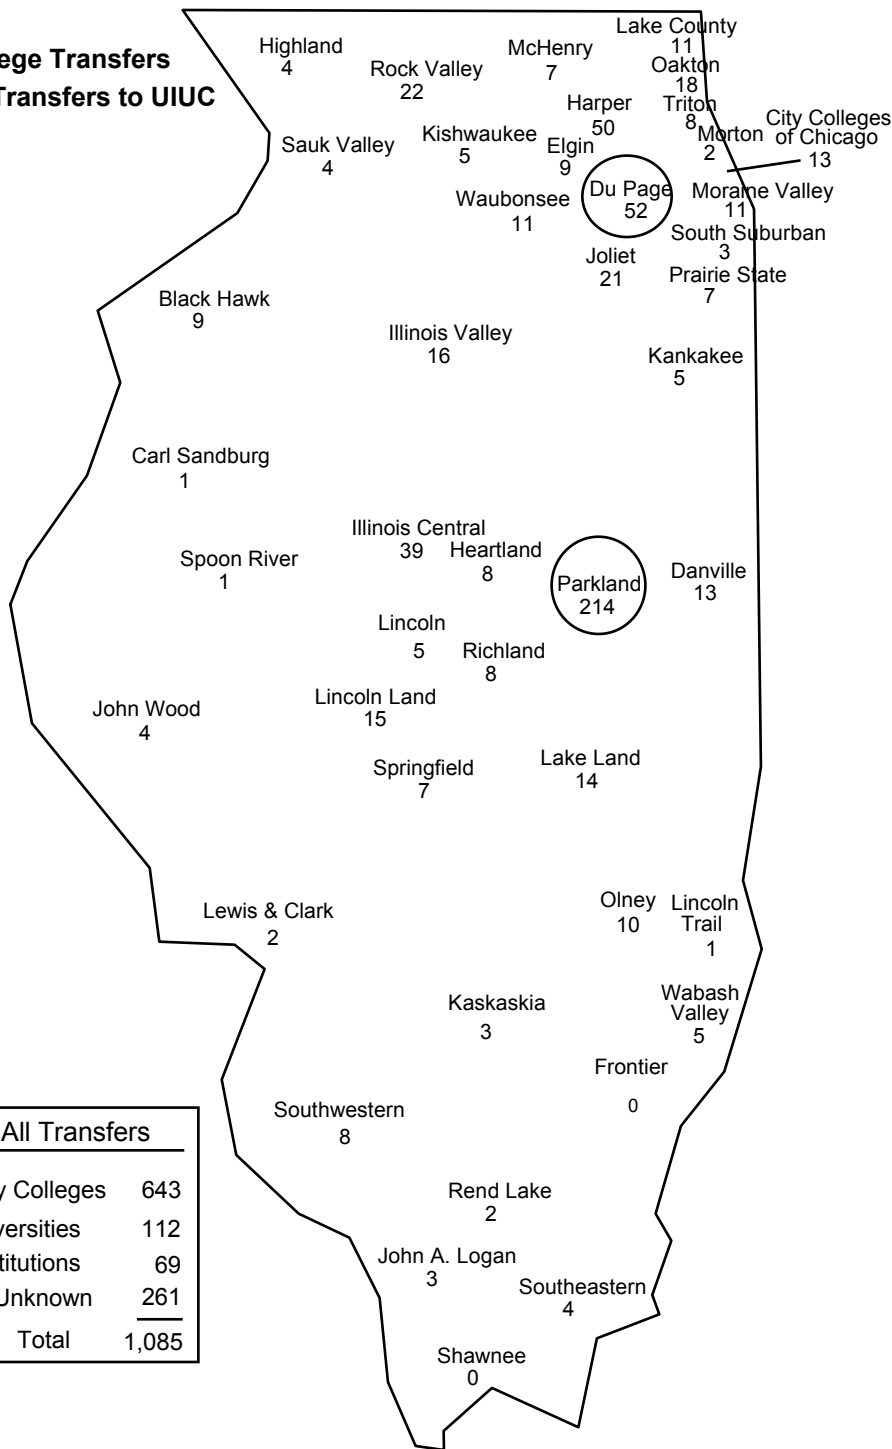 ege Transfers
Transfers to UIUC
Highland
4
Rock Valley
22
McHenry
7
Lake County
11
Oakton
18
Triton
8
Harper
50
Morton
2
City Colleges
of Chicago
13
Sauk Valley
4
Kishwaukee
5
Elgin
9
Waubonsee
11
Du Page
52
Moraine Valley
11
South Suburban
3
Joliet
21
Prairie State
7
Black Hawk
9
Illinois Valley
16
Kankakee
5
Carl Sandburg
1
Illinois Central
39
Heartland
8
Spoon River
1
Parkland
214
Danville
13
Lincoln
5
Richland
8
Lincoln Land
15
John Wood
4
Springfield
7
Lake Land
14
Lewis & Clark
2
Olney
10
Lincoln
Trail
1
Kaskaskia
3
Wabash
Valley
5
Frontier
0
Southwestern
8
Rend Lake
2
John A. Logan
3
Southeastern
4
Shawnee
0
All Transfers
y Colleges 643
versities 112
titutions 69
Unknown 261
Total 1,085